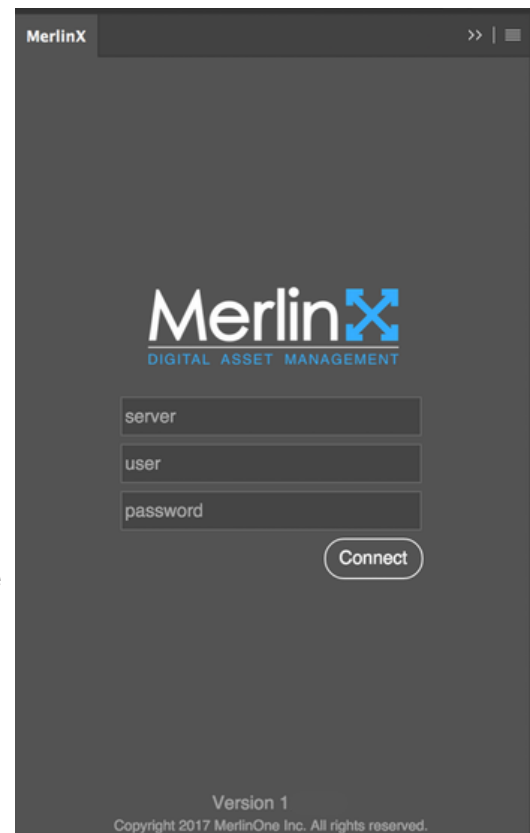 MerlinX
>> |
MerlinX
DIGITAL ASSET MANAGEMENT
server
user
password
Connect
Version 1
Copyright 2017 MerlinOne Inc. All rights reserved.